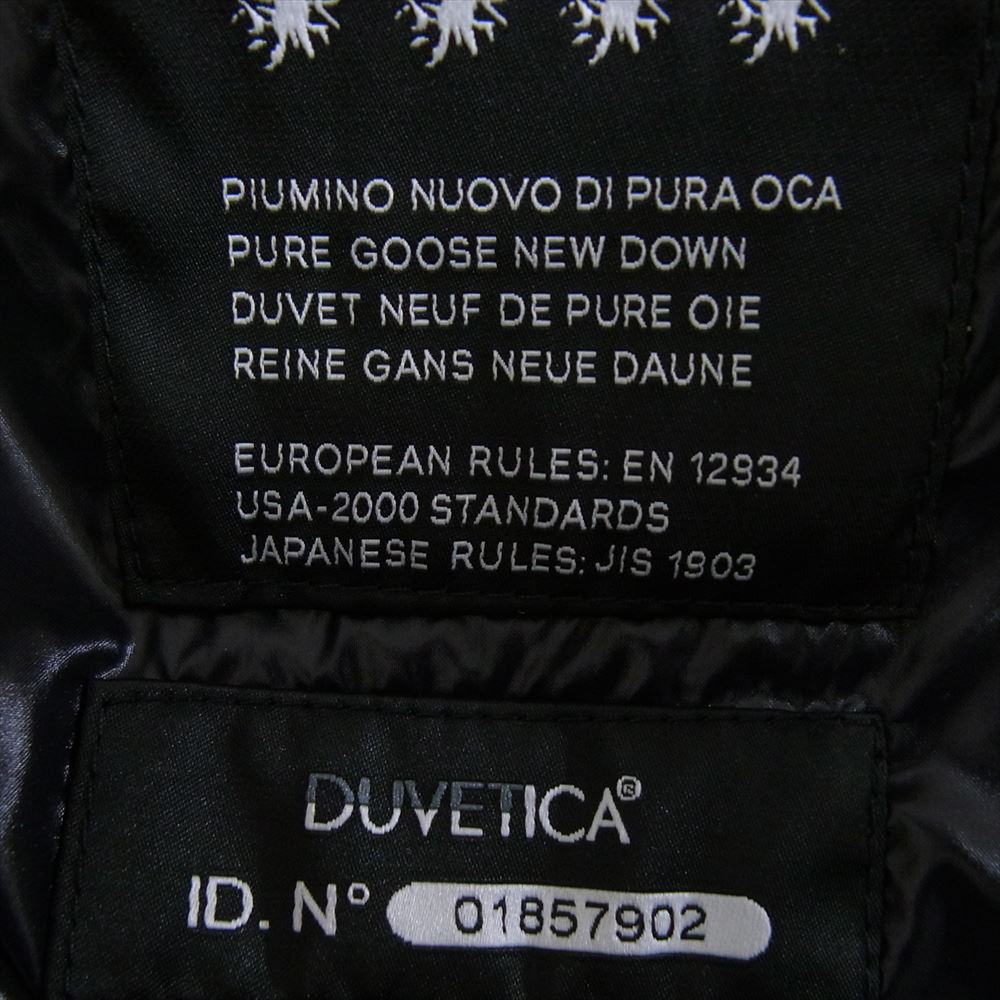 PIUMINO NUOVO DI PURA OCA
PURE GOOSE NEW DOWN
DUVET NEUF DE PURE OIE
REINE GANS NEUE DAUNE
EUROPEAN RULES: EN 12934
USA-2000 STANDARDS
JAPANESE RULES: JIS 1903
DUVETICA®
ID. N° 01857902